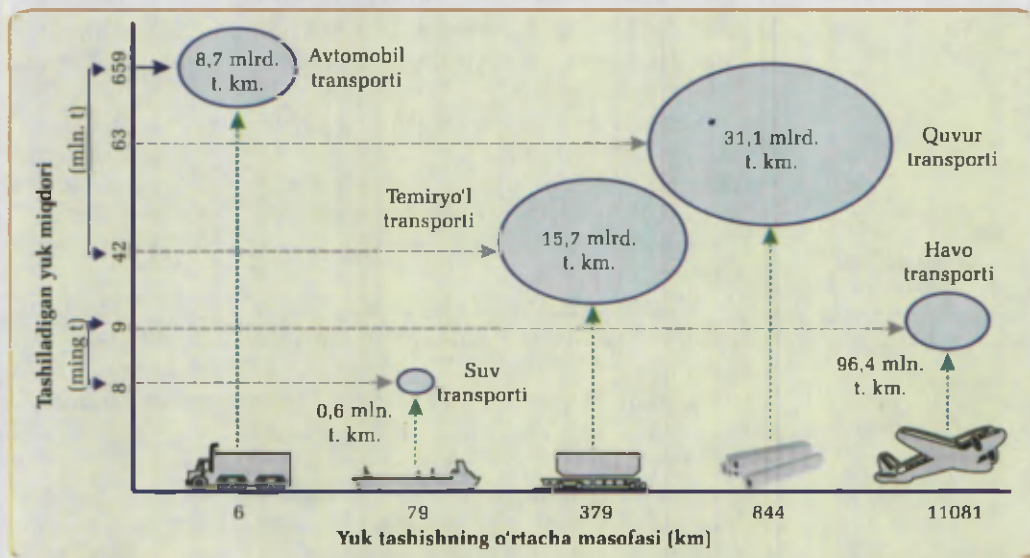 Tashiladigan yuk miqdori
(mln. t)
(ming t)
659
63
42
9
8
8,7 mlrd.
t. km.
Avtomobil
transporti
31,1 mlrd.
t. km.
Quvur
transporti
Temiryo'l
transporti
15,7 mlrd.
t. km.
Havo
transporti
96,4 mln.
t. km.
Suv
transporti
0,6 mln.
t. km.
6
79
379
844
11081
Yuk tashishning o'rtacha masofasi (km)